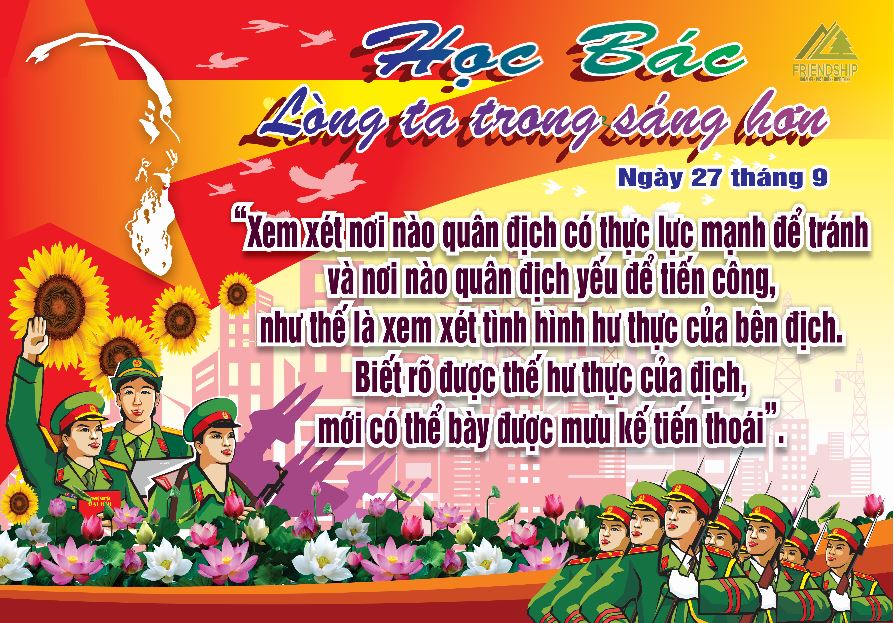 Học Bác
Lòng ta trong sáng hơn
FRIENDSHIP
Ngày 27 tháng 9
“Xem xét nơi nào quân địch có thực lực mạnh để tránh
và nơi nào quân địch yếu để tiến công,
như thế là xem xét tình hình hư thực của bên địch.
Biết rõ được thế hư thực của địch,
mới có thể bày được mưu kế tiến thoái”.